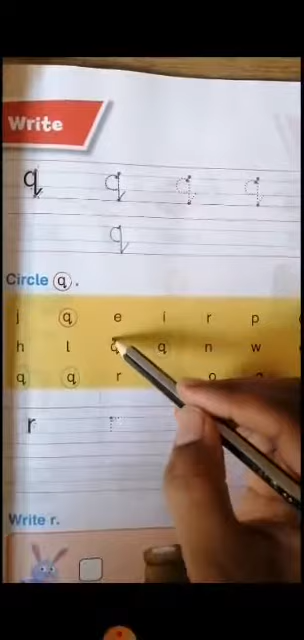 Write
q q q q
q
Circle q.
j q e i r p
h l q n w
q q r
r r
Write r.